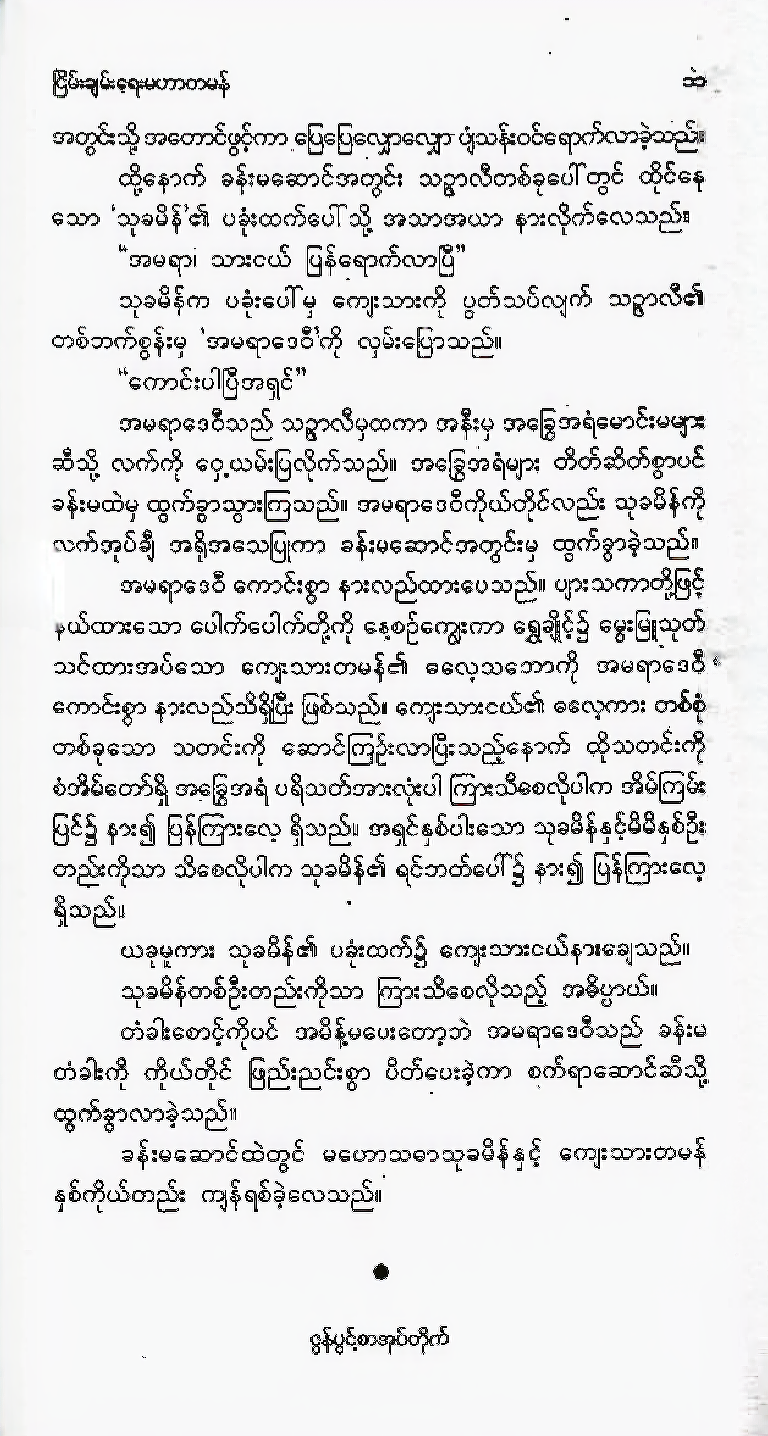 ငြိမ်းချမ်းရေးမဟာတမန် ဆဲ
အတွင်းသို့ အတောင်ဖွင့်ကာ ပြေပြေလျှောလျှော ပျံသန်းဝင်ရောက်လာခဲ့သည်။
ထို့နောက် ခန်းမဆောင်အတွင်း သဥ္ဇာလီတစ်ခုပေါ်တွင် ထိုင်နေ
သော 'သုခမိန်'၏ ပခုံးထက်ပေါ်သို့ အသာအယာ နားလိုက်လေသည်။
“အမရာ၊ သားငယ် ပြန်ရောက်လာပြီ”
သုခမိန်က ပခုံးပေါ်မှ ကျေးသားကို ပွတ်သပ်လျက် သဥ္ဇာလီ၏
တစ်ဘက်စွန်းမှ 'အမရာဒေဝီ'ကို လှမ်းပြောသည်။
“ကောင်းပါပြီအရှင်”
အမရာဒေဝီသည် သဥ္ဇာလီမှထကာ အနီးမှ အခြွေအရံမောင်းမများ
ဆီသို့ လက်ကို ဝှေ့ယမ်းပြလိုက်သည်။ အခြွေအရံများ တိတ်ဆိတ်စွာပင်
ခန်းမထဲမှ ထွက်ခွာသွားကြသည်။ အမရာဒေဝီကိုယ်တိုင်လည်း သုခမိန်ကို
လက်အုပ်ချီ အရိုအသေပြုကာ ခန်းမဆောင်အတွင်းမှ ထွက်ခွာခဲ့သည်။
အမရာဒေဝီ ကောင်းစွာ နားလည်ထားပေသည်။ ပျားသကာတို့ဖြင့်
နယ်ထားသော ပေါက်ပေါက်တို့ကို နေ့စဉ်ကျွေးကာ ရွှေချိုင့်၌ မွေးမြူသုတ်
သင်ထားအပ်သော ကျေးသားတမန်၏ ဓလေ့သဘောကို အမရာဒေဝီ
ကောင်းစွာ နားလည်သိရှိပြီး ဖြစ်သည်။ ကျေးသားငယ်၏ ဓလေ့ကား တစ်စုံ
တစ်ခုသော သတင်းကို ဆောင်ကြဉ်းလာပြီးသည့်နောက် ထိုသတင်းကို
စံအိမ်တော်ရှိ အခြွေအရံ ပရိသတ်အားလုံးပါ ကြားသိစေလိုပါက အိမ်ကြမ်း
ပြင်၌ နား၍ ပြန်ကြားလေ့ ရှိသည်။ အရှင်နှစ်ပါးသော သုခမိန်နှင့်မိမိနှစ်ဦး
တည်းကိုသာ သိစေလိုပါက သုခမိန်၏ ရင်ဘတ်ပေါ်၌ နား၍ ပြန်ကြားလေ့
ရှိသည်။
ယခုမူကား သုခမိန်၏ ပခုံးထက်၌ ကျေးသားငယ်နားချေသည်။
သုခမိန်တစ်ဦးတည်းကိုသာ ကြားသိစေလိုသည့် အဓိပ္ပာယ်။
တံခါးစောင့်ကိုပင် အမိန့်မပေးတော့ဘဲ အမရာဒေဝီသည် ခန်းမ
တံခါးကို ကိုယ်တိုင် ဖြည်းညင်းစွာ ပိတ်ပေးခဲ့ကာ စက်ရာဆောင်ဆီသို့
ထွက်ခွာလာခဲ့သည်။
ခန်းမဆောင်ထဲတွင် မဟောသဓာသုခမိန်နှင့် ကျေးသားတမန်
နှစ်ကိုယ်တည်း ကျန်ရစ်ခဲ့လေသည်။
ဇွန်ပွင့်စာအုပ်တိုက်